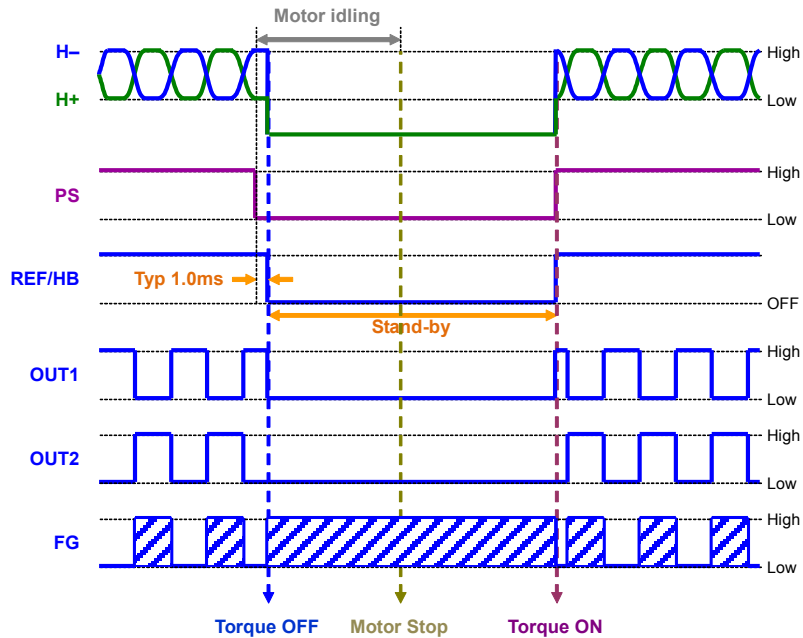 Motor idling
H–
High
H+
Low
PS
High
Low
REF/HB
Typ 1.0ms
OFF
Stand-by
OUT1
High
Low
OUT2
High
Low
FG
High
Low
Torque OFF
Motor Stop
Torque ON